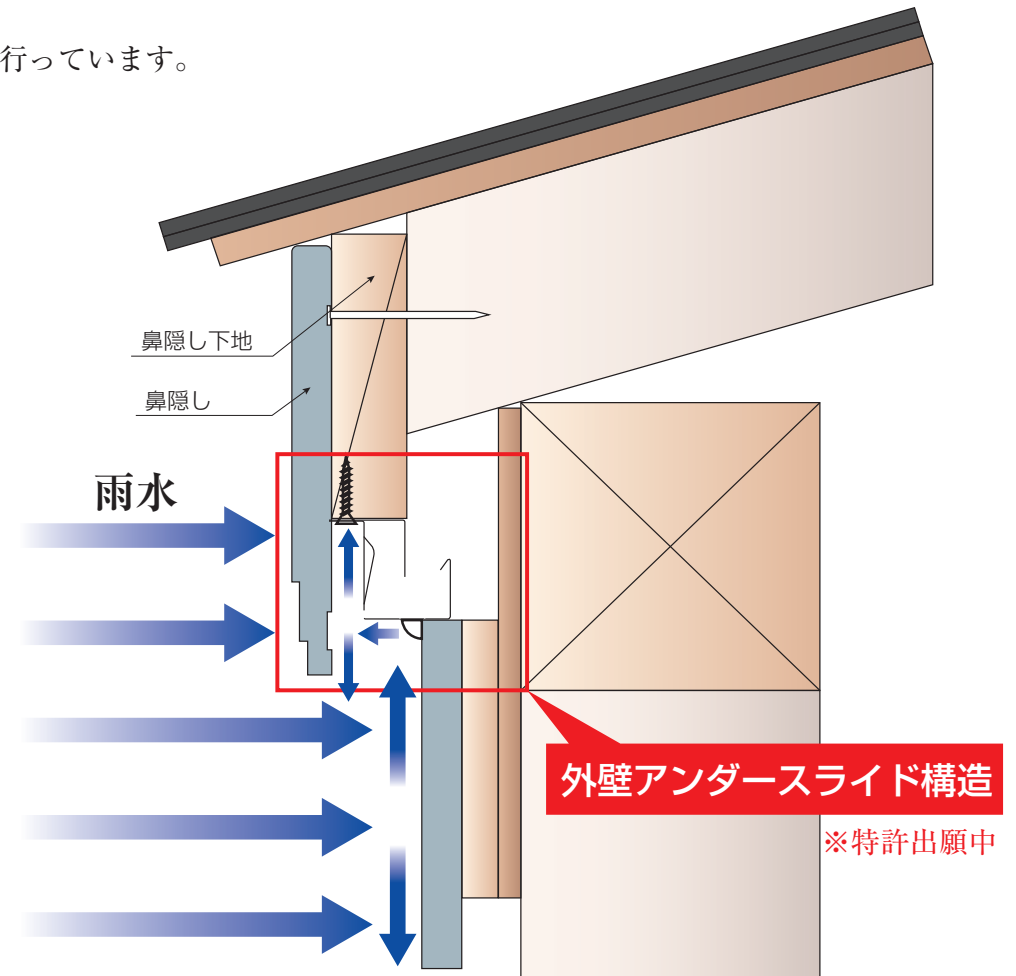 行っています。
鼻隠し下地
鼻隠し
雨水
外壁アンダースライド構造
※特許出願中